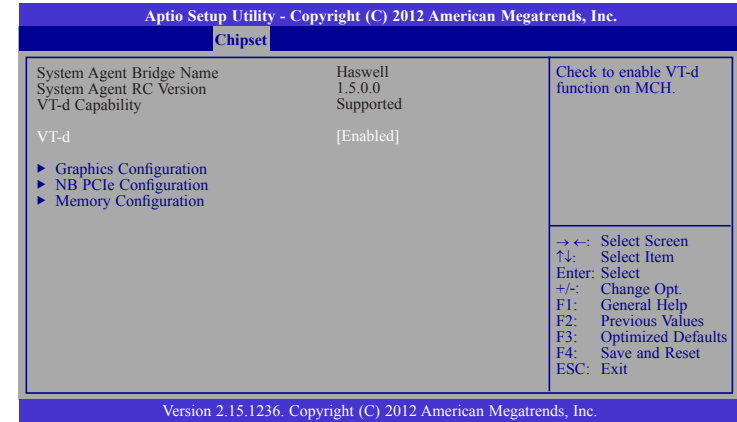 Aptio Setup Utility - Copyright (C) 2012 American Megatrends, Inc.
Chipset
System Agent Bridge Name Haswell
System Agent RC Version 1.5.0.0
VT-d Capability Supported
VT-d [Enabled]
▶ Graphics Configuration
▶ NB PCIe Configuration
▶ Memory Configuration
Check to enable VT-d
function on MCH.
→←: Select Screen
↑↓: Select Item
Enter: Select
+/-: Change Opt.
F1: General Help
F2: Previous Values
F3: Optimized Defaults
F4: Save and Reset
ESC: Exit
Version 2.15.1236. Copyright (C) 2012 American Megatrends, Inc.